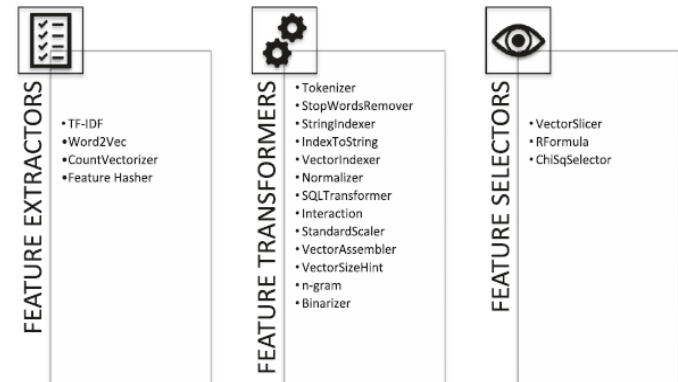 FEATURE EXTRACTORS
• TF-IDF
•Word2Vec
•CountVectorizer
•Feature Hasher
FEATURE TRANSFORMERS
• Tokenizer
• StopWordsRemover
• StringIndexer
• IndexToString
• VectorIndexer
• Normalizer
• SQLTransformer
• Interaction
• StandardScaler
• VectorAssembler
• VectorSizeHint
• n-gram
• Binarizer
FEATURE SELECTORS
• VectorSlicer
• RFormula
• ChiSqSelector